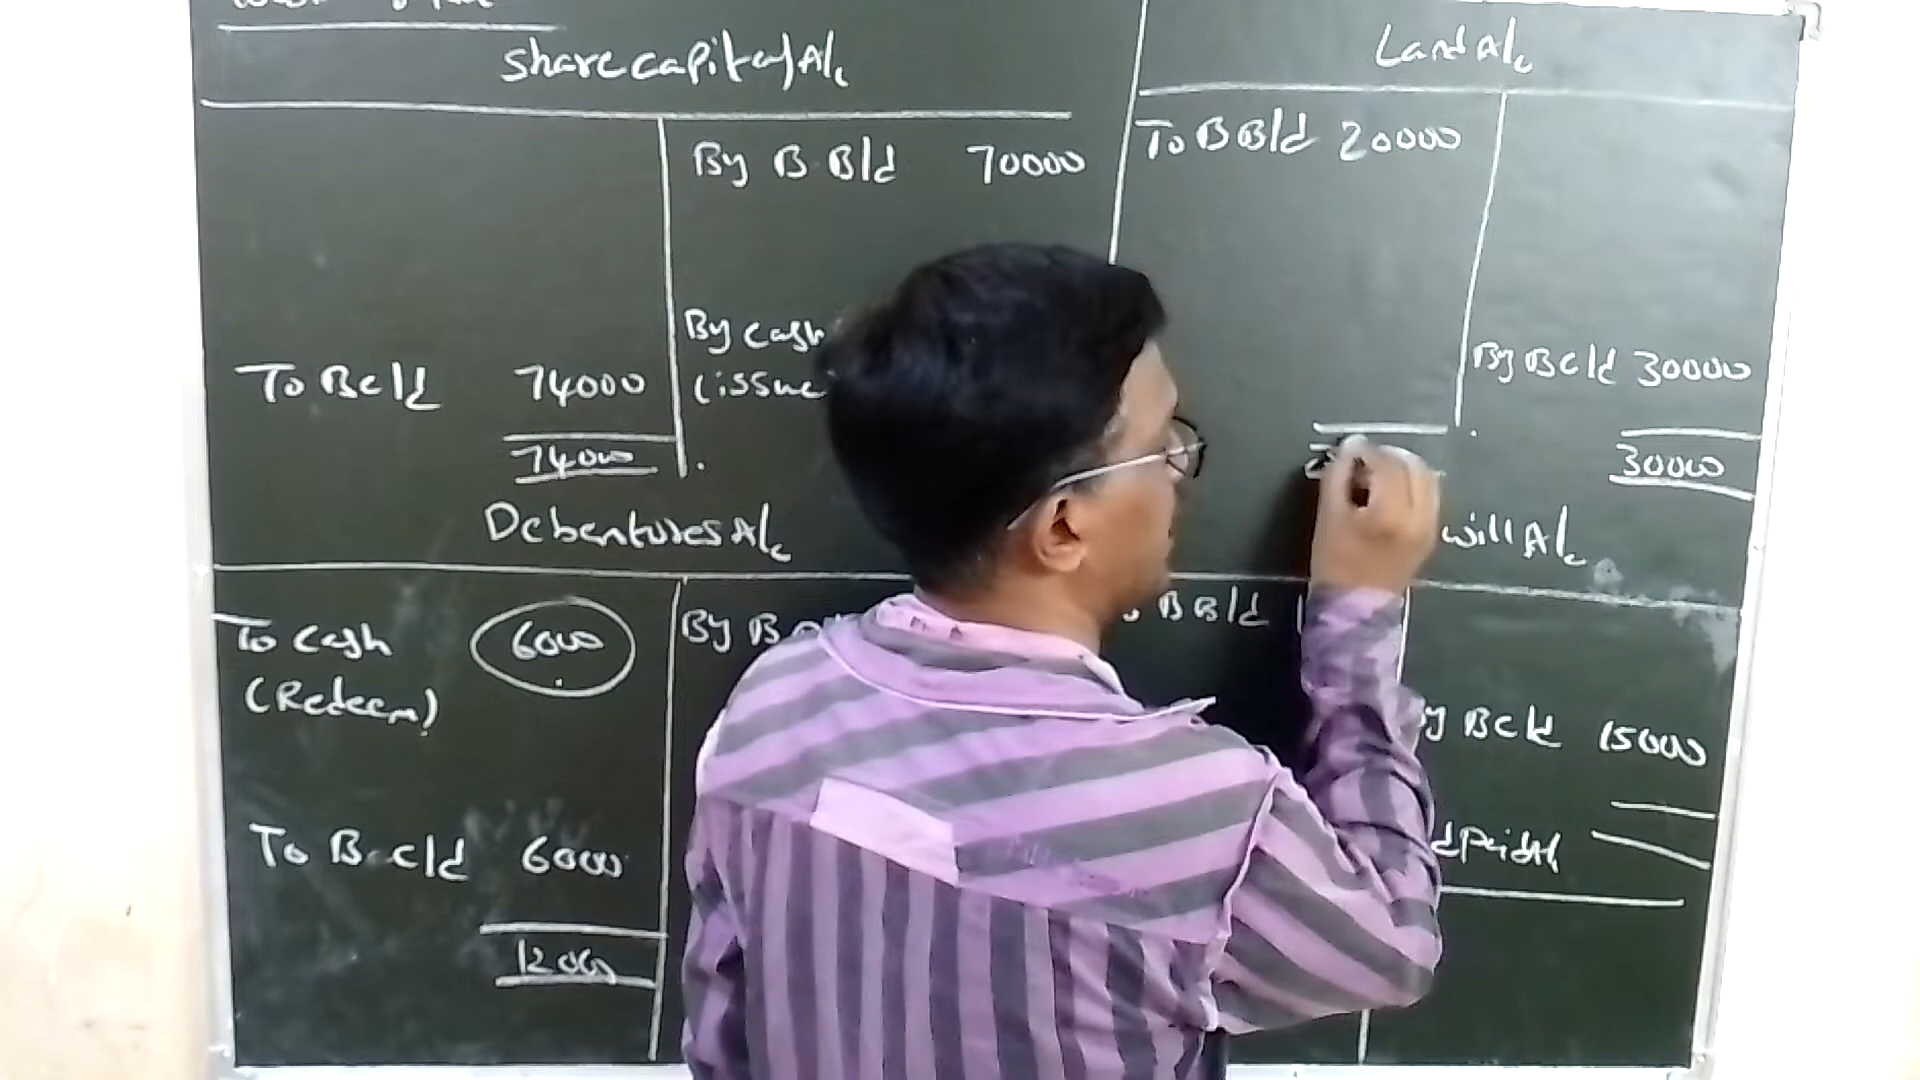 Share capital A/c
By B B/d 70000
By cash
(issue
To B c/d 74000
74000
Debentures A/c
To cash 6000
(Redeem)
By B
To B c/d 6000
12000
Land A/c
To B B/d 20000
By B c/d 30000
30000
will A/c
B B/d
By B c/d 15000